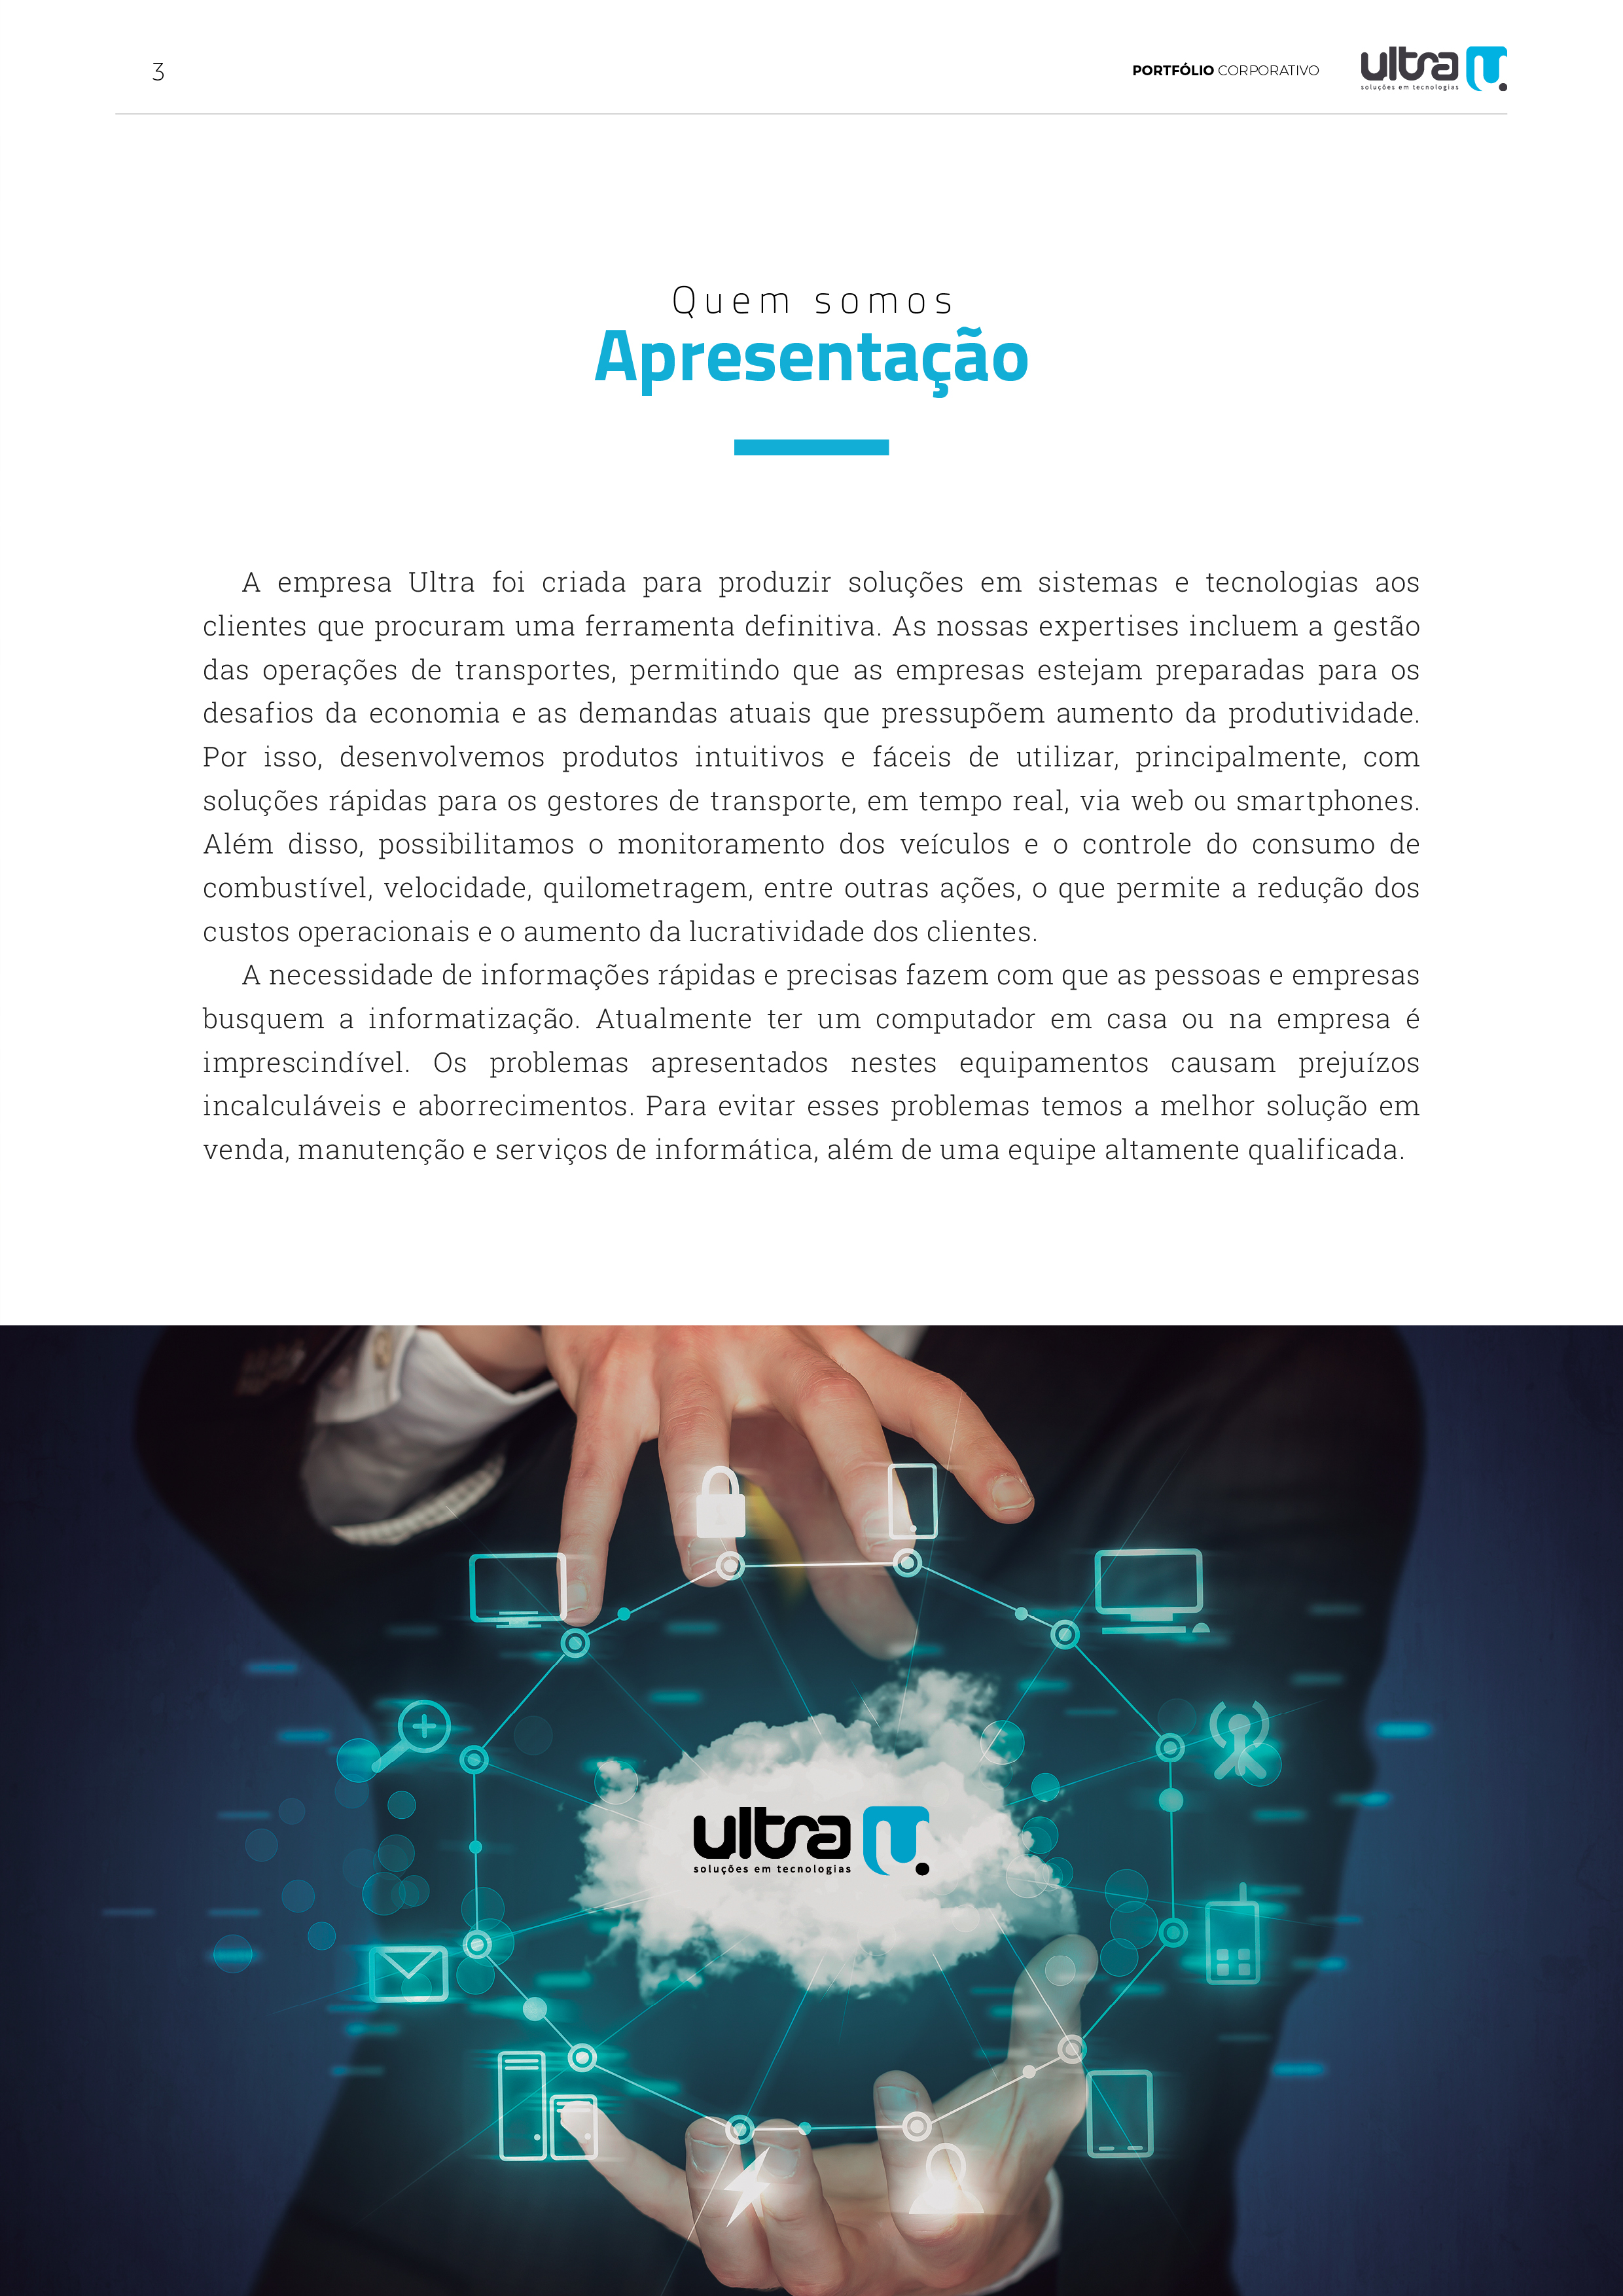 3
PORTFÓLIO CORPORATIVO
ultra
soluções em tecnologias
Quem somos
Apresentação
A empresa Ultra foi criada para produzir soluções em sistemas e tecnologias aos
clientes que procuram uma ferramenta definitiva. As nossas expertises incluem a gestão
das operações de transportes, permitindo que as empresas estejam preparadas para os
desafios da economia e as demandas atuais que pressupõem aumento da produtividade.
Por isso, desenvolvemos produtos intuitivos e fáceis de utilizar, principalmente, com
soluções rápidas para os gestores de transporte, em tempo real, via web ou smartphones.
Além disso, possibilitamos o monitoramento dos veículos e o controle do consumo de
combustível, velocidade, quilometragem, entre outras ações, o que permite a redução dos
custos operacionais e o aumento da lucratividade dos clientes.
A necessidade de informações rápidas e precisas fazem com que as pessoas e empresas
busquem a informatização. Atualmente ter um computador em casa ou na empresa é
imprescindível. Os problemas apresentados nestes equipamentos causam prejuízos
incalculáveis e aborrecimentos. Para evitar esses problemas temos a melhor solução em
venda, manutenção e serviços de informática, além de uma equipe altamente qualificada.
ultra
soluções em tecnologias